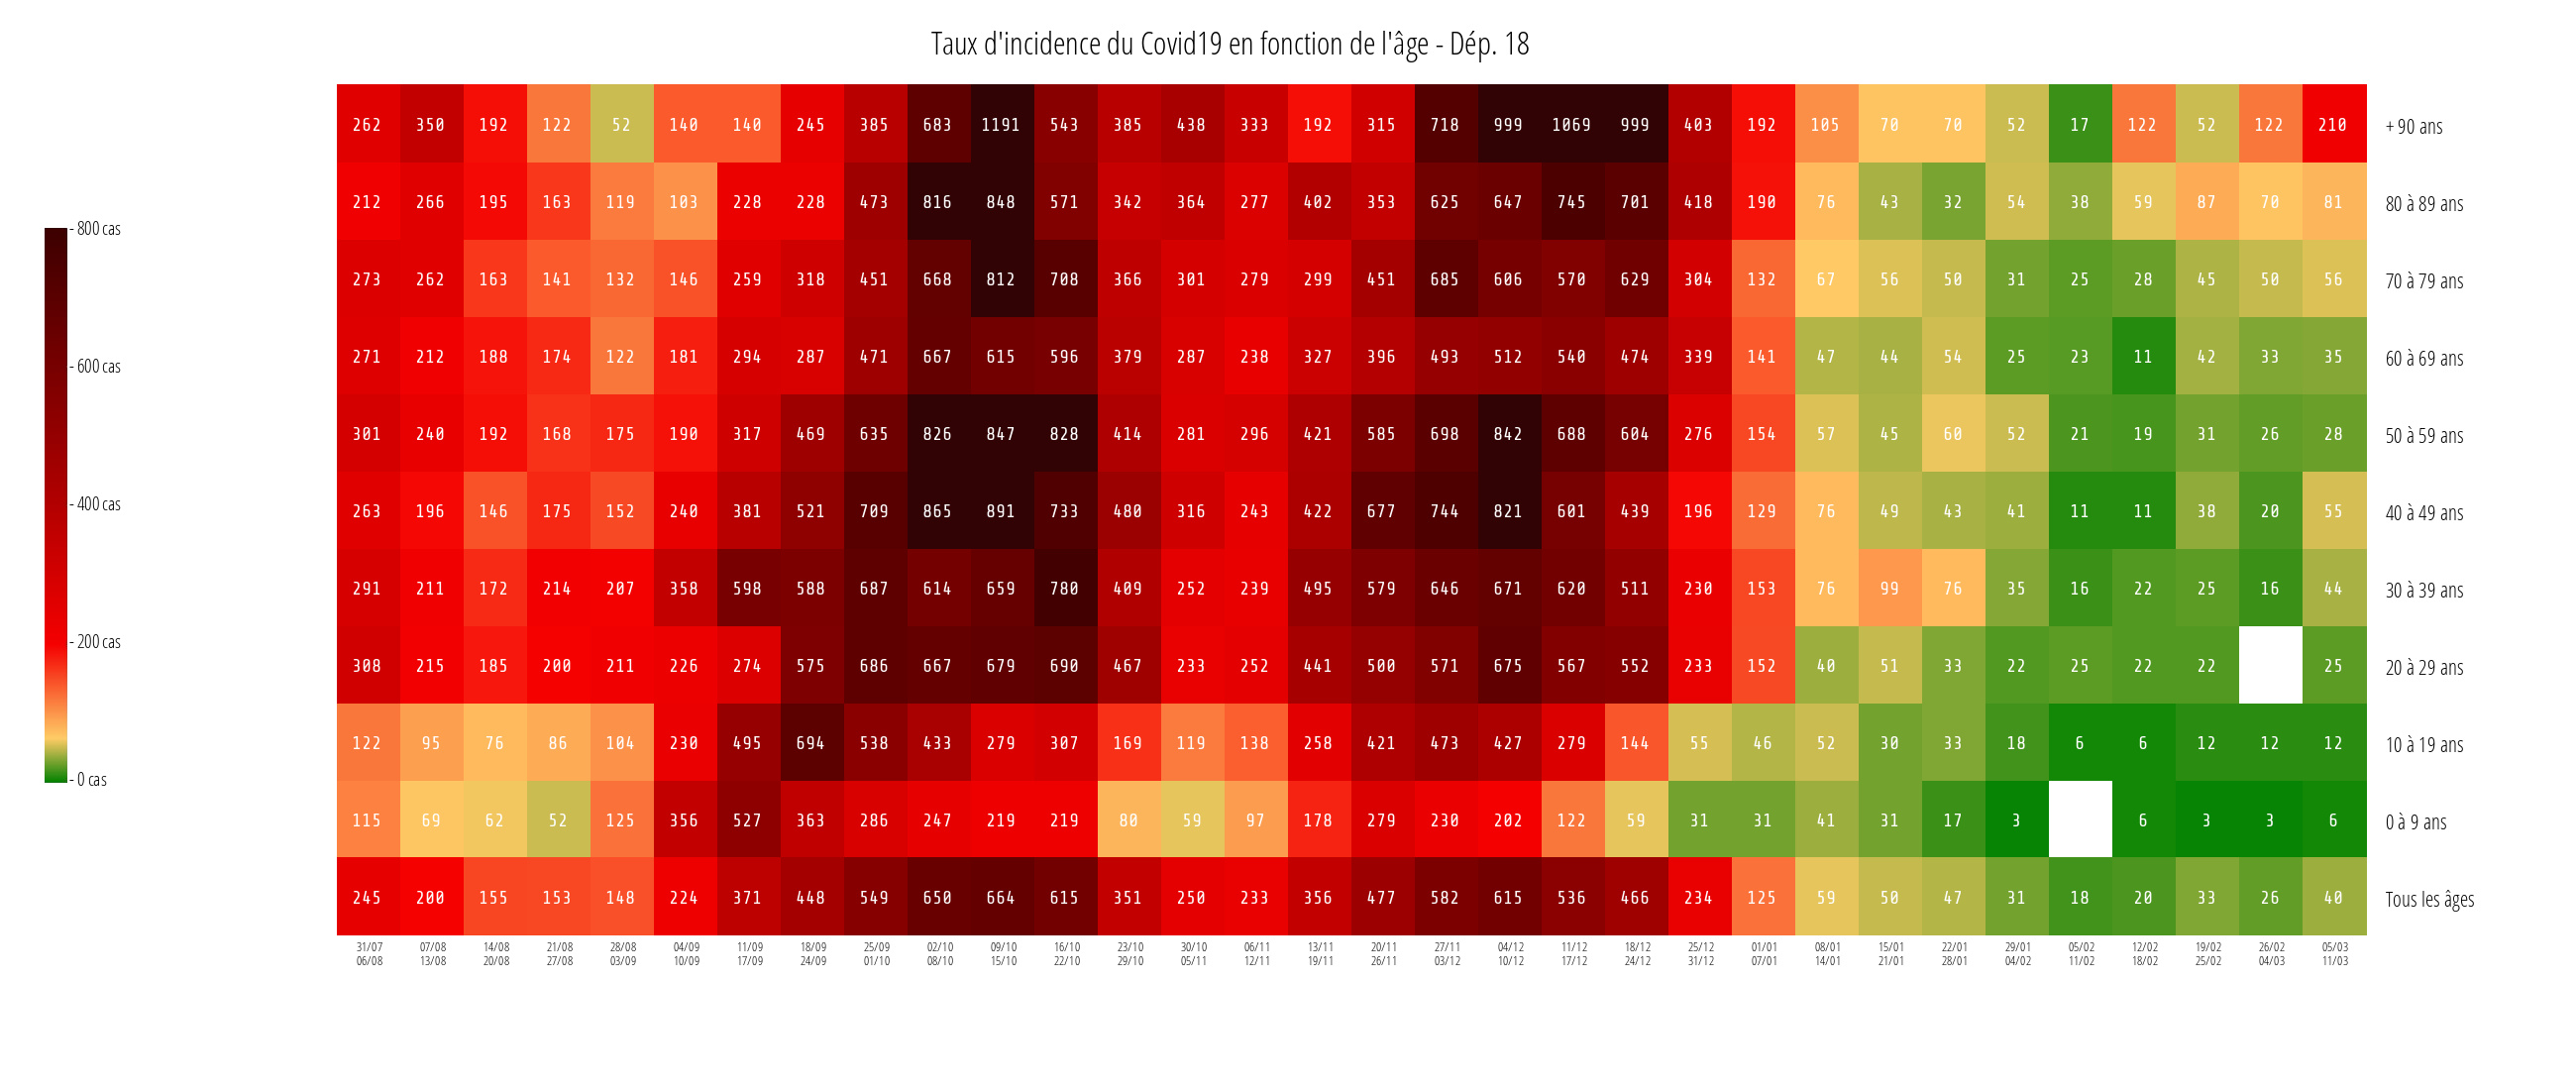 Taux d'incidence du Covid19 en fonction de l'âge - Dép. 18
- 800 cas
- 600 cas
- 400 cas
- 200 cas
- 0 cas
262 350 192 122 52 140 140 245 385 683 1191 543 385 438 333 192 315 718 999 1069 999 403 192 105 70 70 52 17 122 52 122 210 + 90 ans
212 266 195 163 119 103 228 228 473 816 848 571 342 364 277 402 353 625 647 745 701 418 190 76 43 32 54 38 59 87 70 81 80 à 89 ans
273 262 163 141 132 146 259 318 451 668 812 708 366 301 279 299 451 685 606 570 629 304 132 67 56 50 31 25 28 45 50 56 70 à 79 ans
271 212 188 174 122 181 294 287 471 667 615 596 379 287 238 327 396 493 512 540 474 339 141 47 44 54 25 23 11 42 33 35 60 à 69 ans
301 240 192 168 175 190 317 469 635 826 847 828 414 281 296 421 585 698 842 688 604 276 154 57 45 60 52 21 19 31 26 28 50 à 59 ans
263 196 146 175 152 240 381 521 709 865 891 733 480 316 243 422 677 744 821 601 439 196 129 76 49 43 41 11 11 38 20 55 40 à 49 ans
291 211 172 214 207 358 598 588 687 614 659 780 409 252 239 495 579 646 671 620 511 230 153 76 99 76 35 16 22 25 16 44 30 à 39 ans
308 215 185 200 211 226 274 575 686 667 679 690 467 233 252 441 500 571 675 567 552 233 152 40 51 33 22 25 22 22 25 20 à 29 ans
122 95 76 86 104 230 495 694 538 433 279 307 169 119 138 258 421 473 427 279 144 55 46 52 30 33 18 6 6 12 12 12 10 à 19 ans
115 69 62 52 125 356 527 363 286 247 219 219 80 59 97 178 279 230 202 122 59 31 31 41 31 17 3 6 3 3 6 0 à 9 ans
245 200 155 153 148 224 371 448 549 650 664 615 351 250 233 356 477 582 615 536 466 234 125 59 50 47 31 18 20 33 26 40 Tous les âges
31/07 07/08 14/08 21/08 28/08 04/09 11/09 18/09 25/09 02/10 09/10 16/10 23/10 30/10 06/11 13/11 20/11 27/11 04/12 11/12 18/12 25/12 01/01 08/01 15/01 22/01 29/01 05/02 12/02 19/02 26/02 05/03
06/08 13/08 20/08 27/08 03/09 10/09 17/09 24/09 01/10 08/10 15/10 22/10 29/10 05/11 12/11 19/11 26/11 03/12 10/12 17/12 24/12 31/12 07/01 14/01 21/01 28/01 04/02 11/02 18/02 25/02 04/03 11/03